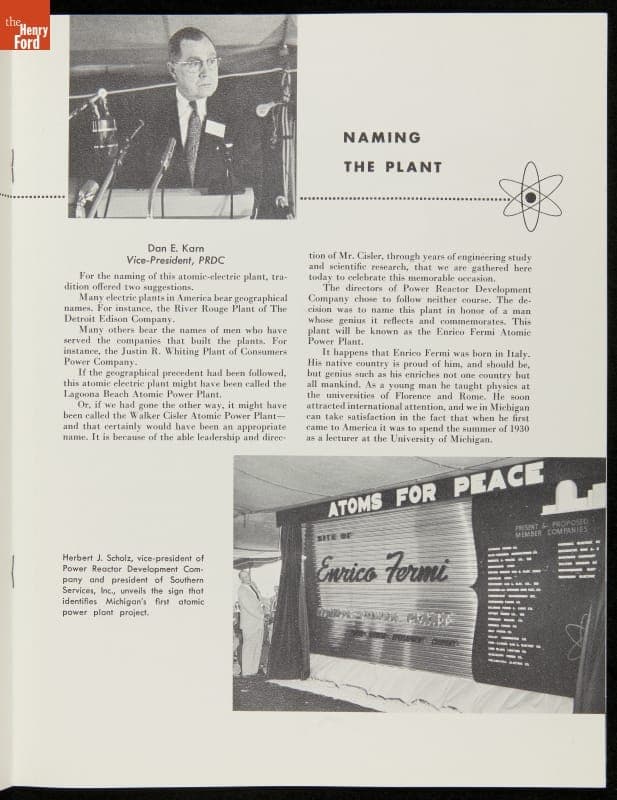 the
Henry
Ford
NAMING
THE PLANT
Dan E. Karn
Vice-President, PRDC
For the naming of this atomic-electric plant, tra-
dition offered two suggestions.
Many electric plants in America bear geographical
names. For instance, the River Rouge Plant of The
Detroit Edison Company.
Many others bear the names of men who have
served the companies that built the plants. For
instance, the Justin R. Whiting Plant of Consumers
Power Company.
If the geographical precedent had been followed,
this atomic electric plant might have been called the
Lagoona Beach Atomic Power Plant.
Or, if we had gone the other way, it might have
been called the Walker Cisler Atomic Power Plant—
and that certainly would have been an appropriate
name. It is because of the able leadership and direc-
tion of Mr. Cisler, through years of engineering study
and scientific research, that we are gathered here
today to celebrate this memorable occasion.
The directors of Power Reactor Development
Company chose to follow neither course. The de-
cision was to name this plant in honor of a man
whose genius it reflects and commemorates. This
plant will be known as the Enrico Fermi Atomic
Power Plant.
It happens that Enrico Fermi was born in Italy.
His native country is proud of him, and should be,
but genius such as his enriches not one country but
all mankind. As a young man he taught physics at
the universities of Florence and Rome. He soon
attracted international attention, and we in Michigan
can take satisfaction in the fact that when he first
came to America it was to spend the summer of 1930
as a lecturer at the University of Michigan.
Herbert J. Scholz, vice-president of
Power Reactor Development Com-
pany and president of Southern
Services, Inc., unveils the sign that
identifies Michigan's first atomic
power plant project.
ATOMS FOR PEACE
SITE OF
Enrico Fermi
PRESENT & PROPOSED
MEMBER COMPANIES